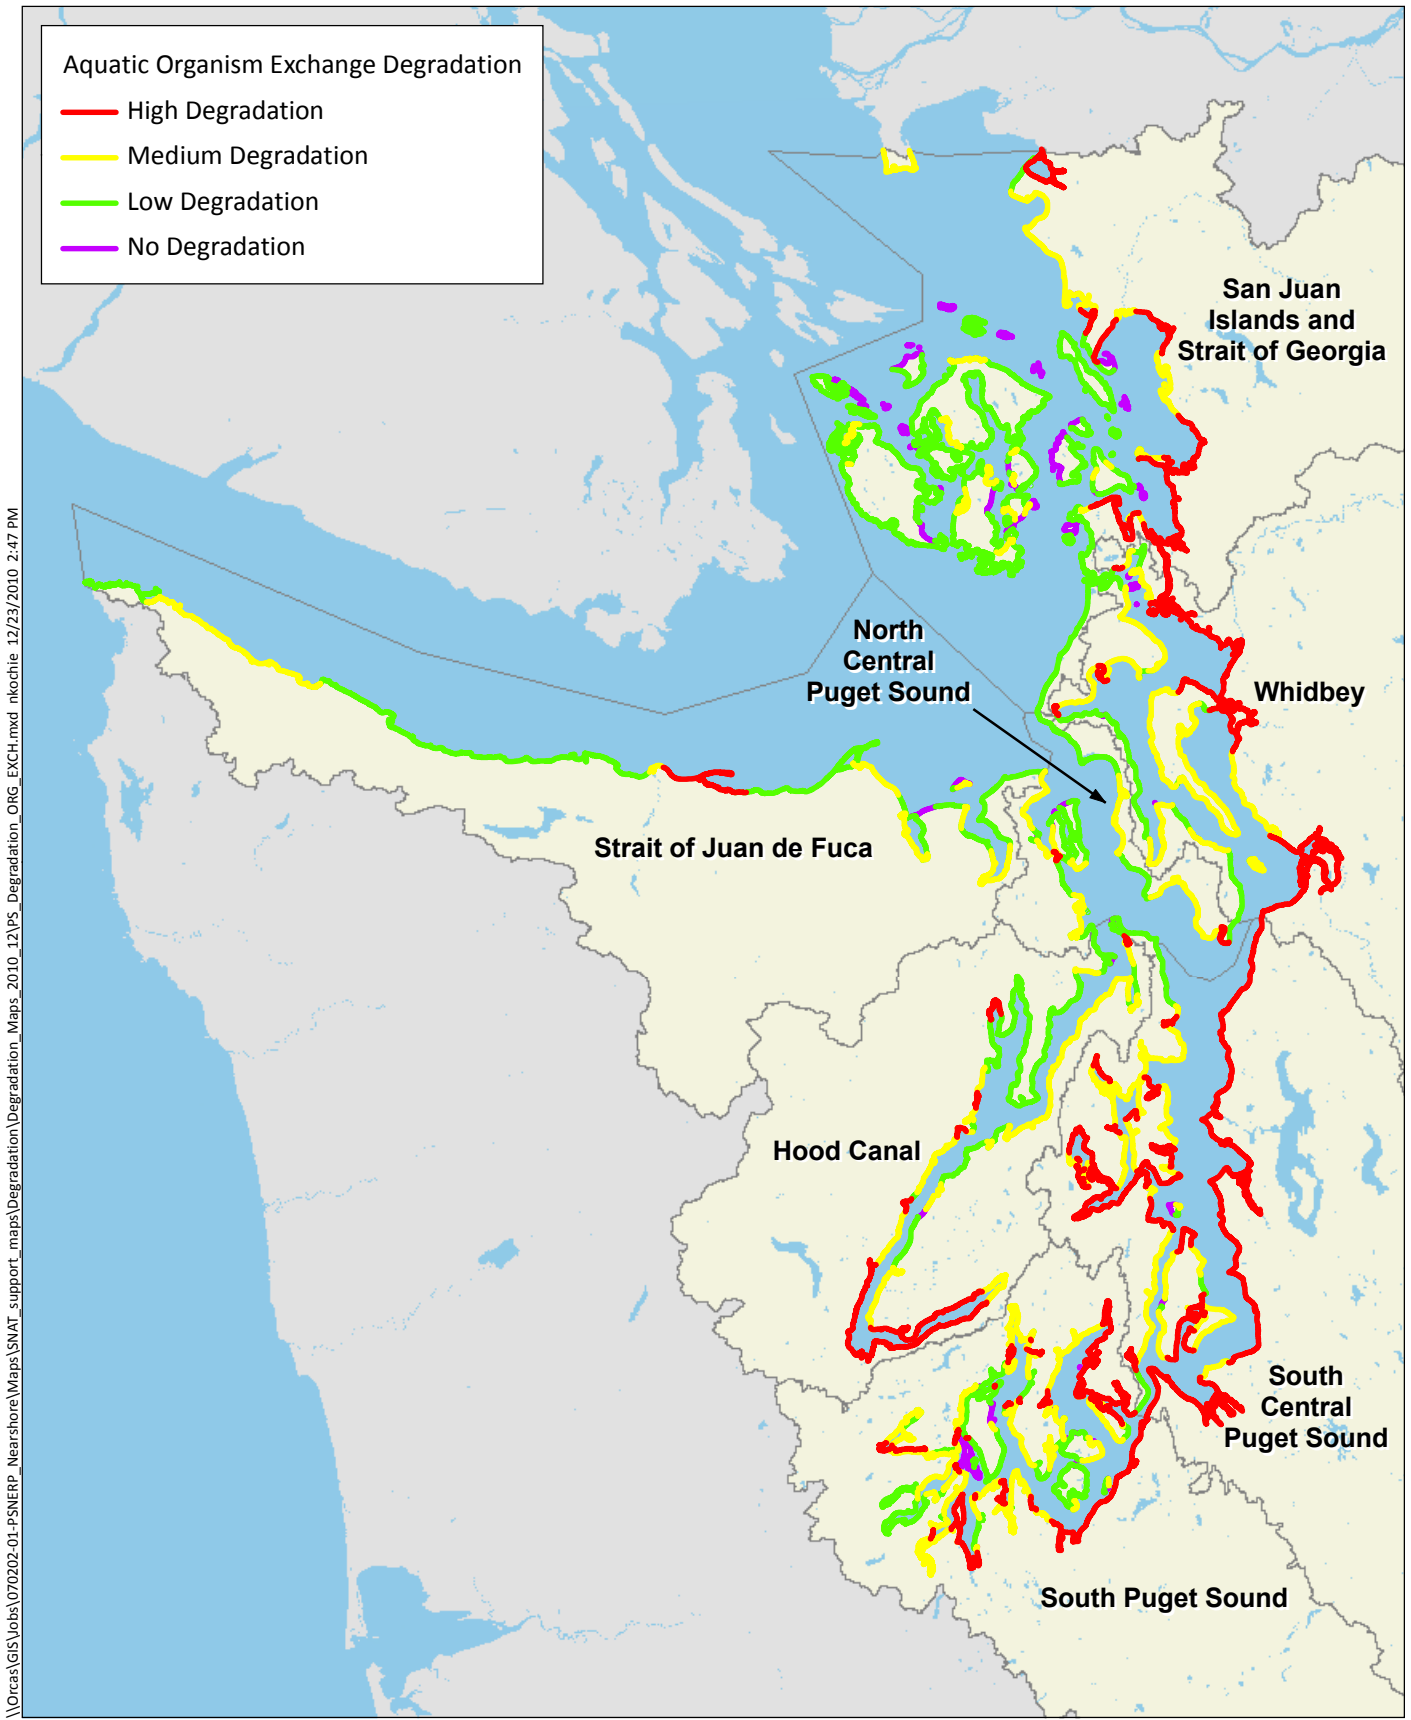 Aquatic Organism Exchange Degradation
High Degradation
Medium Degradation
Low Degradation
No Degradation
San Juan
Islands and
Strait of Georgia
North
Central
Puget Sound
Whidbey
Strait of Juan de Fuca
Hood Canal
South
Central
Puget Sound
South Puget Sound
\\Orcas\GIS\Jobs\070202-01-PSNERP_Nearshore\Maps\SNAT_support_maps\Degradation\Degradation_Maps_2010_12\PS_Degradation_ORG_EXCH.mxd nkochie 12/23/2010 2:47 PM